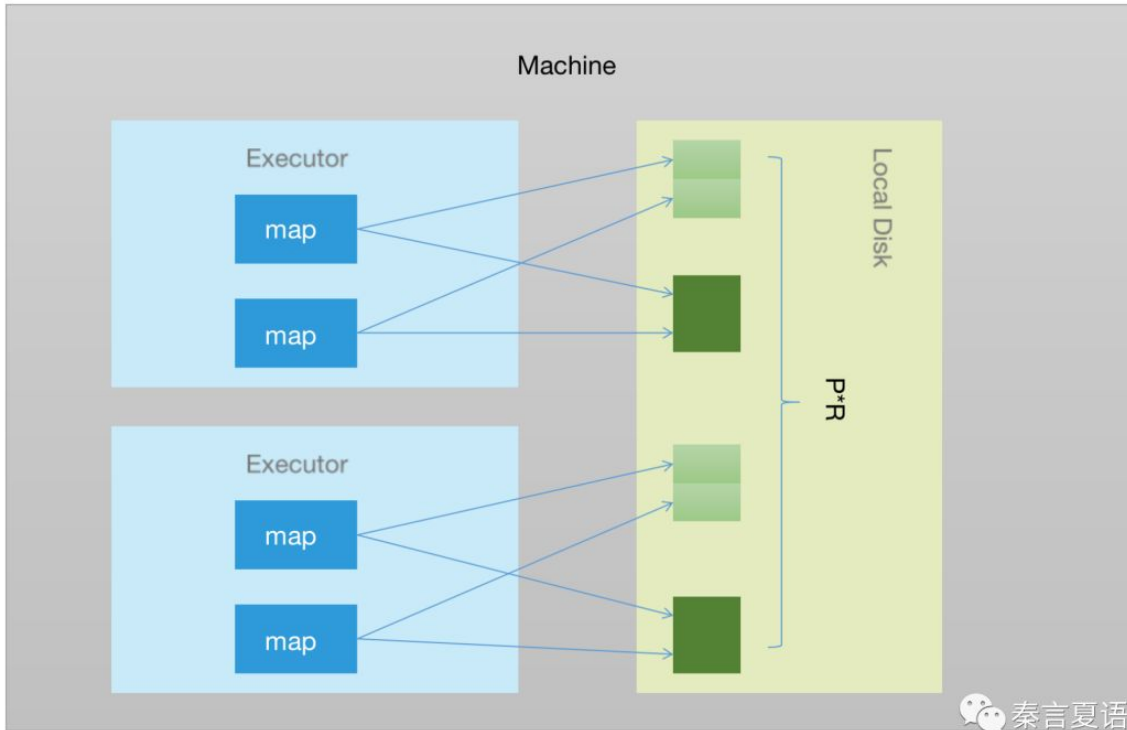 Machine
Executor
map
map
Executor
map
map
Local Disk
P*R
秦言夏语